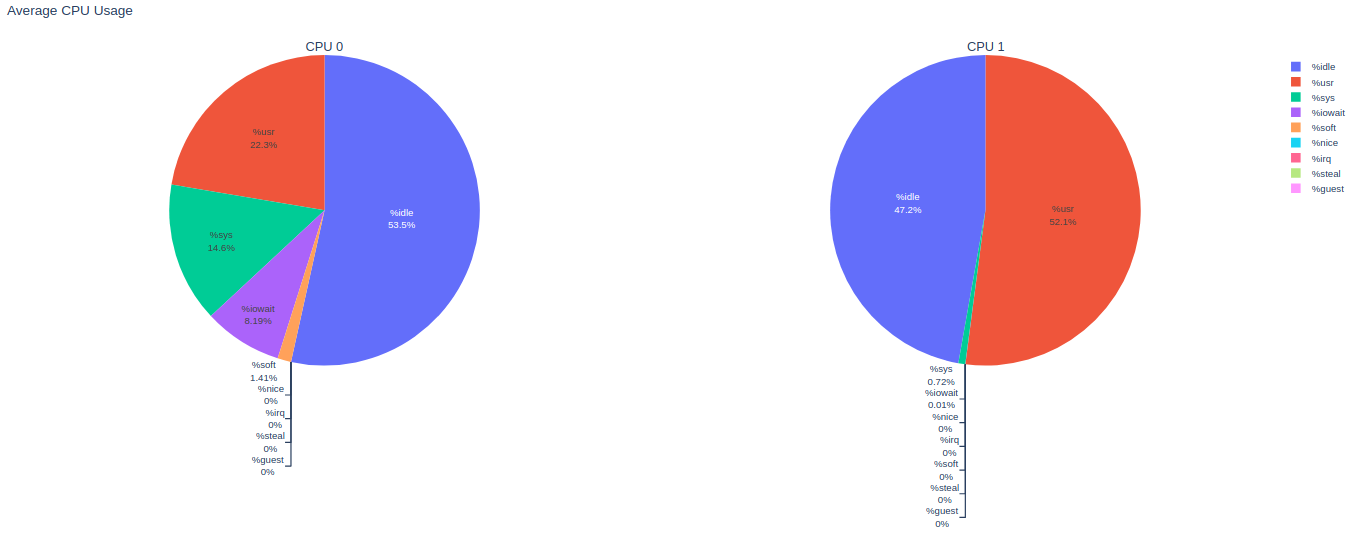 Average CPU Usage
CPU 0
%usr
22.3%
%idle
53.5%
%sys
14.6%
%iowait
8.19%
%soft
1.41%
%nice
0%
%irq
0%
%steal
0%
%guest
0%
CPU 1
%idle
47.2%
%usr
52.1%
%sys
0.72%
%iowait
0.01%
%nice
0%
%irq
0%
%soft
0%
%steal
0%
%guest
0%
%idle
%usr
%sys
%iowait
%soft
%nice
%irq
%steal
%guest